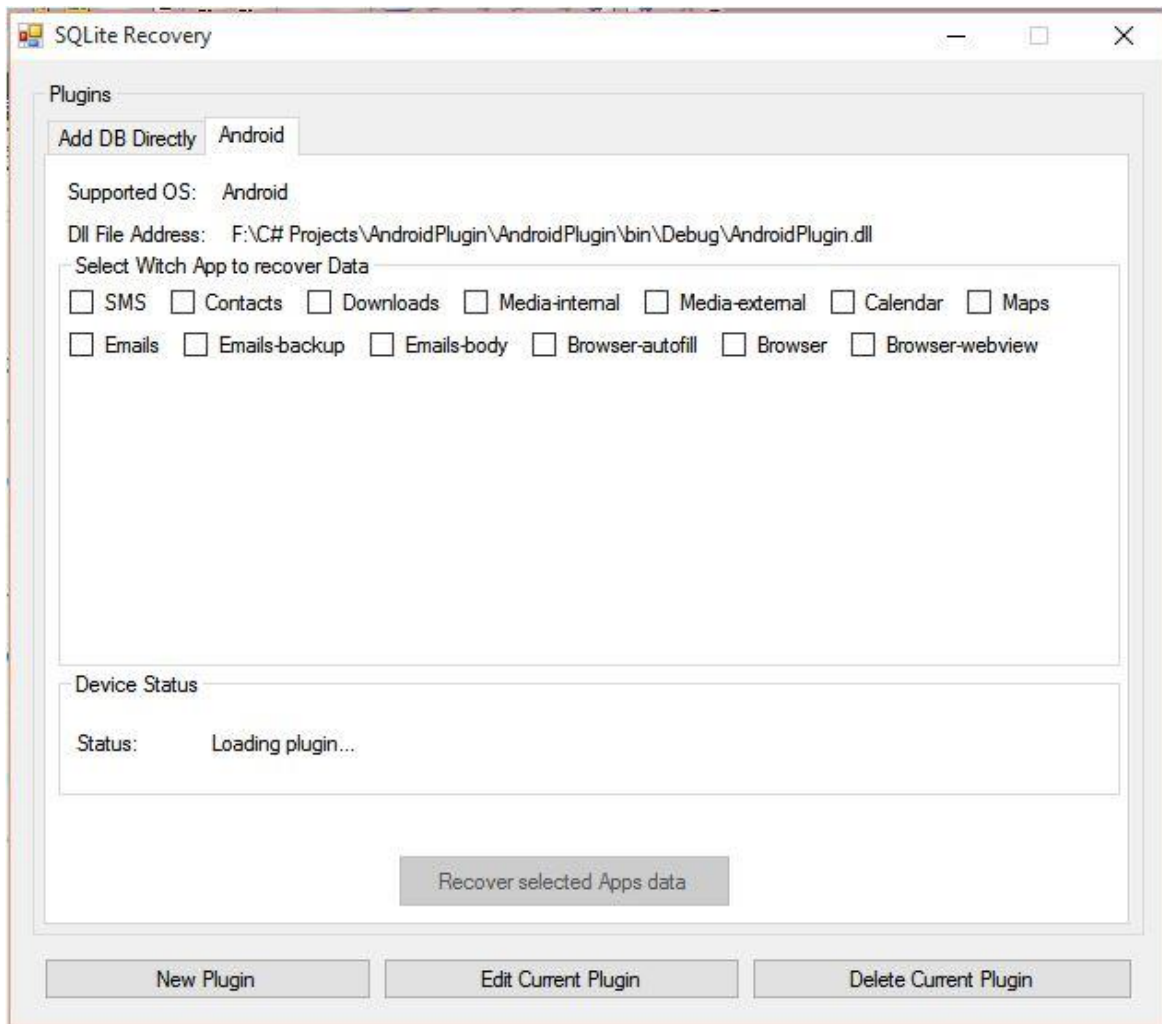 SQLite Recovery
Plugins
Add DB Directly Android
Supported OS: Android
Dll File Address: F:\C# Projects\AndroidPlugin\AndroidPlugin\bin\Debug\AndroidPlugin.dll
Select Witch App to recover Data
SMS Contacts Downloads Media-internal Media-external Calendar Maps
Emails Emails-backup Emails-body Browser-autofill Browser Browser-webview
Device Status
Status: Loading plugin...
Recover selected Apps data
New Plugin Edit Current Plugin Delete Current Plugin